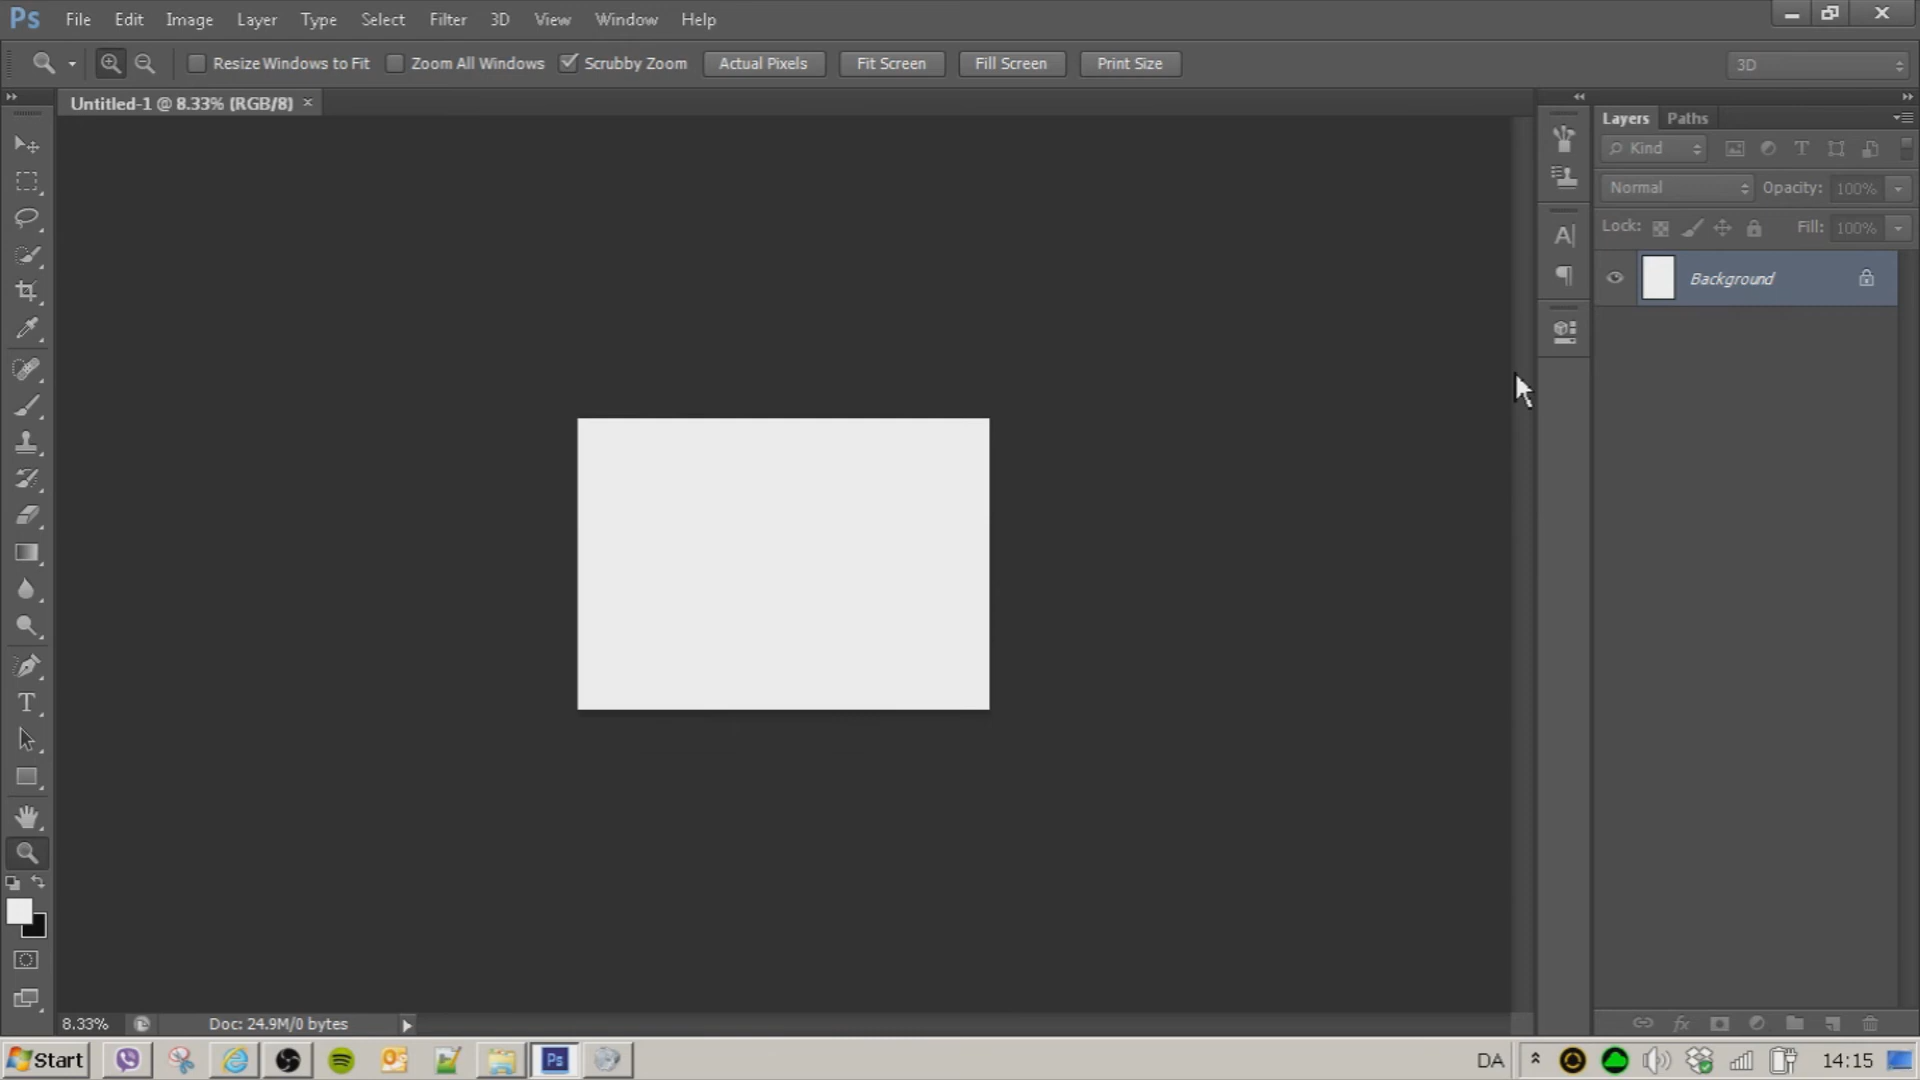 Ps File Edit Image Layer Type Select Filter 3D View Window Help
Resize Windows to Fit Zoom All Windows Scrubby Zoom Actual Pixels Fit Screen Fill Screen Print Size 3D
Untitled-1 @ 8.33% (RGB/8) ×
Layers Paths
Kind
Normal Opacity: 100%
Lock: Fill: 100%
Background
8.33% Doc: 24.9M/0 bytes
Start Ps DA 14:15